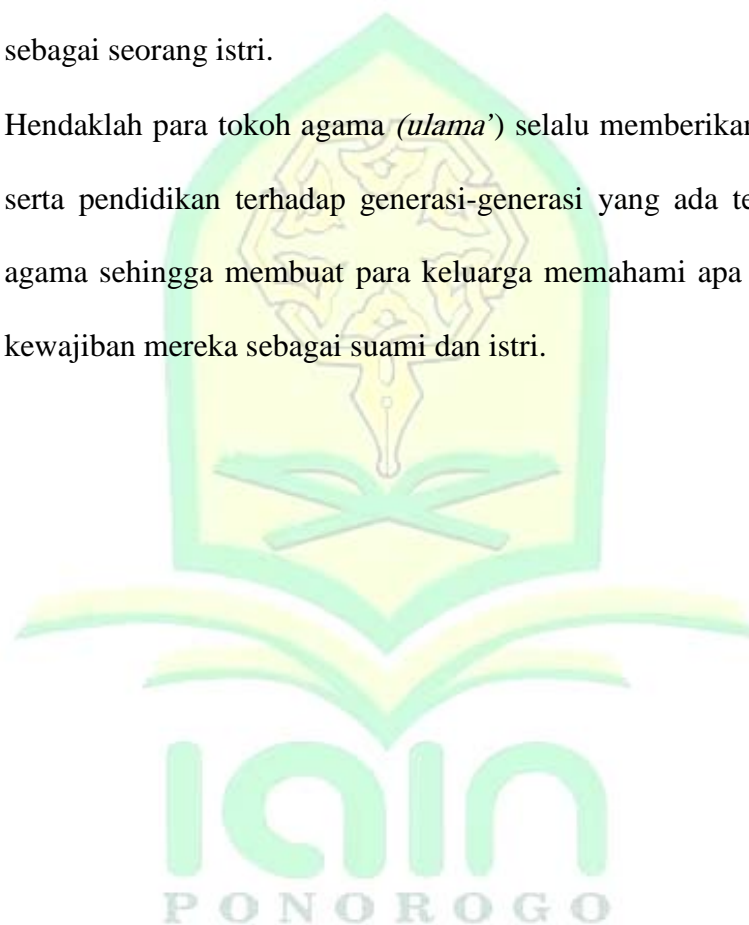 sebagai seorang istri.
Hendaklah para tokoh agama (ulama’) selalu memberikan
serta pendidikan terhadap generasi-generasi yang ada
agama sehingga membuat para keluarga memahami apa
kewajiban mereka sebagai suami dan istri.
iain
PONOROGO